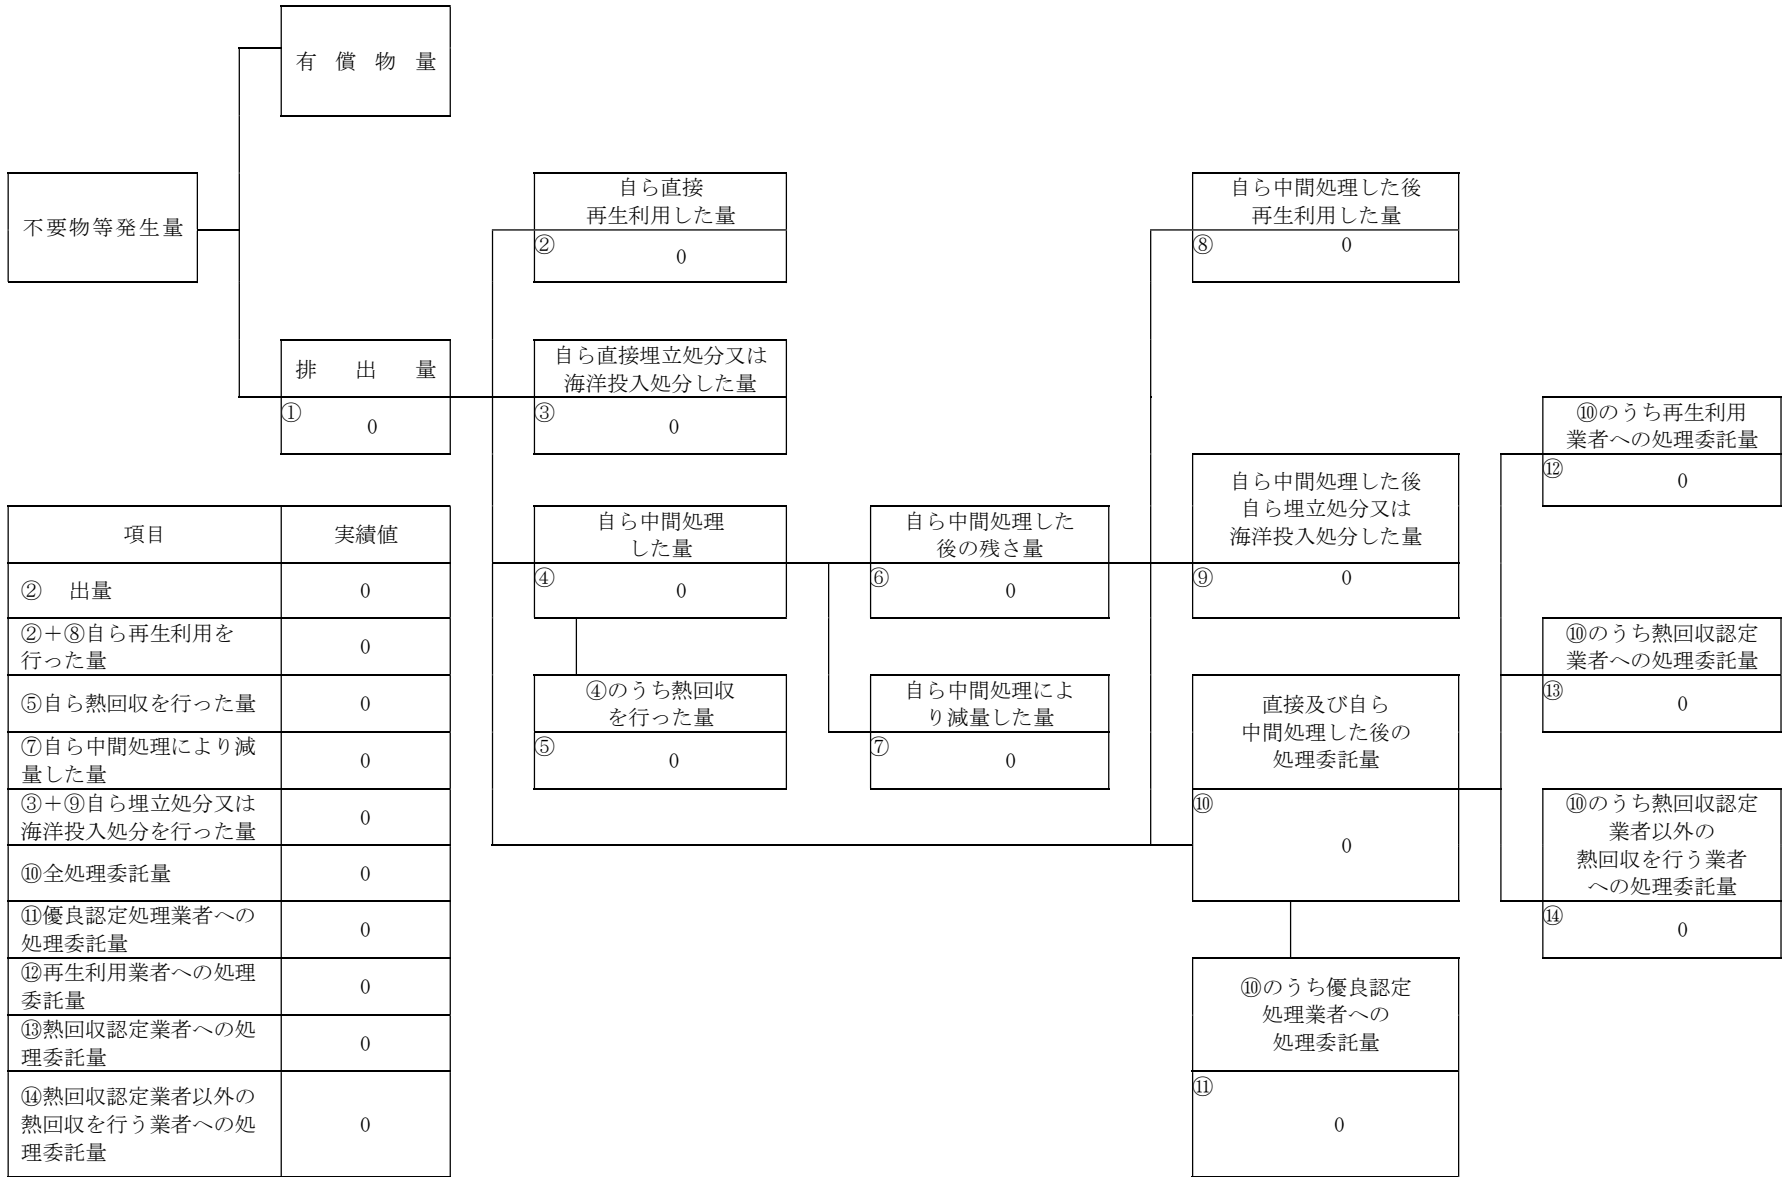 有償物量
不要物等発生量
自ら直接
再生利用した量
② 0
自ら中間処理した後
再生利用した量
⑧ 0
排出量
① 0
自ら直接埋立処分又は
海洋投入処分した量
③ 0
⑩のうち再生利用
業者への処理委託量
⑫ 0
自ら中間処理した後
自ら埋立処分又は
海洋投入処分した量
⑨ 0
自ら中間処理
した量
④ 0
自ら中間処理した
後の残さ量
⑥ 0
⑩のうち熱回収認定
業者への処理委託量
⑬ 0
④のうち熱回収
を行った量
⑤ 0
自ら中間処理によ
り減量した量
⑦ 0
直接及び自ら
中間処理した後の
処理委託量
⑩ 0
⑩のうち熱回収認定
業者以外の
熱回収を行う業者
への処理委託量
⑭ 0
⑩のうち優良認定
処理業者への
処理委託量
⑪ 0
項目 実績値
② 出量 0
②+⑧自ら再生利用を
行った量 0
⑤自ら熱回収を行った量 0
⑦自ら中間処理により減
量した量 0
③+⑨自ら埋立処分又は
海洋投入処分を行った量 0
⑩全処理委託量 0
⑪優良認定処理業者への
処理委託量 0
⑫再生利用業者への処理
委託量 0
⑬熱回収認定業者への処
理委託量 0
⑭熱回収認定業者以外の
熱回収を行う業者への処 0
理委託量